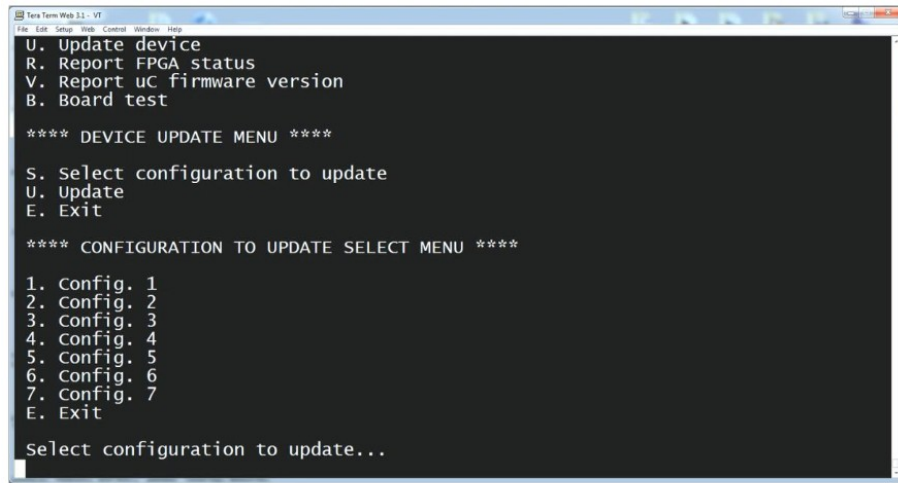 Tera Term Web 3.1 - VT
File Edit Setup Web Control Window Help
U. Update device
R. Report FPGA status
V. Report uC firmware version
B. Board test
**** DEVICE UPDATE MENU ****
S. Select configuration to update
U. Update
E. Exit
**** CONFIGURATION TO UPDATE SELECT MENU ****
1. Config. 1
2. Config. 2
3. Config. 3
4. Config. 4
5. Config. 5
6. Config. 6
7. Config. 7
E. Exit
Select configuration to update...